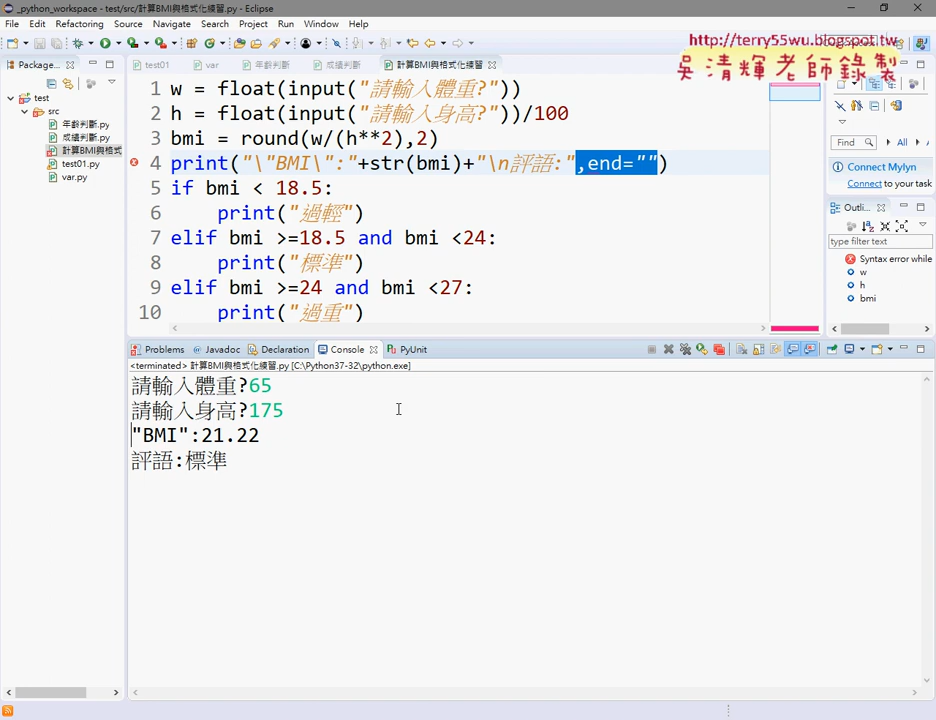 _python_workspace - test/src/計算BMI與格式化練習.py - Eclipse
File Edit Refactoring Source Navigate Search Project Run Window Help
http://terry55wu.blogspot.tw
吳清輝老師錄製
Package...
test01
var
年齡判斷
成績判斷
計算BMI與格式化練習
test
src
年齡判斷.py
成績判斷.py
計算BMI與格式
test01.py
var.py
1 w = float(input("請輸入體重?"))
2 h = float(input("請輸入身高?"))/100
3 bmi = round(w/(h**2),2)
4 print("\"BMI\":"+str(bmi)+"\n評語:",end="")
5 if bmi < 18.5:
6 print("過輕")
7 elif bmi >=18.5 and bmi <24:
8 print("標準")
9 elif bmi >=24 and bmi <27:
10 print("過重")
Find
All
Connect Mylyn
Connect to your task
Outli...
type filter text
Syntax error while
w
h
bmi
Problems Javadoc Declaration Console PyUnit
<terminated> 計算BMI與格式化練習.py [C:\Python37-32\python.exe]
請輸入體重?65
請輸入身高?175
"BMI":21.22
評語:標準